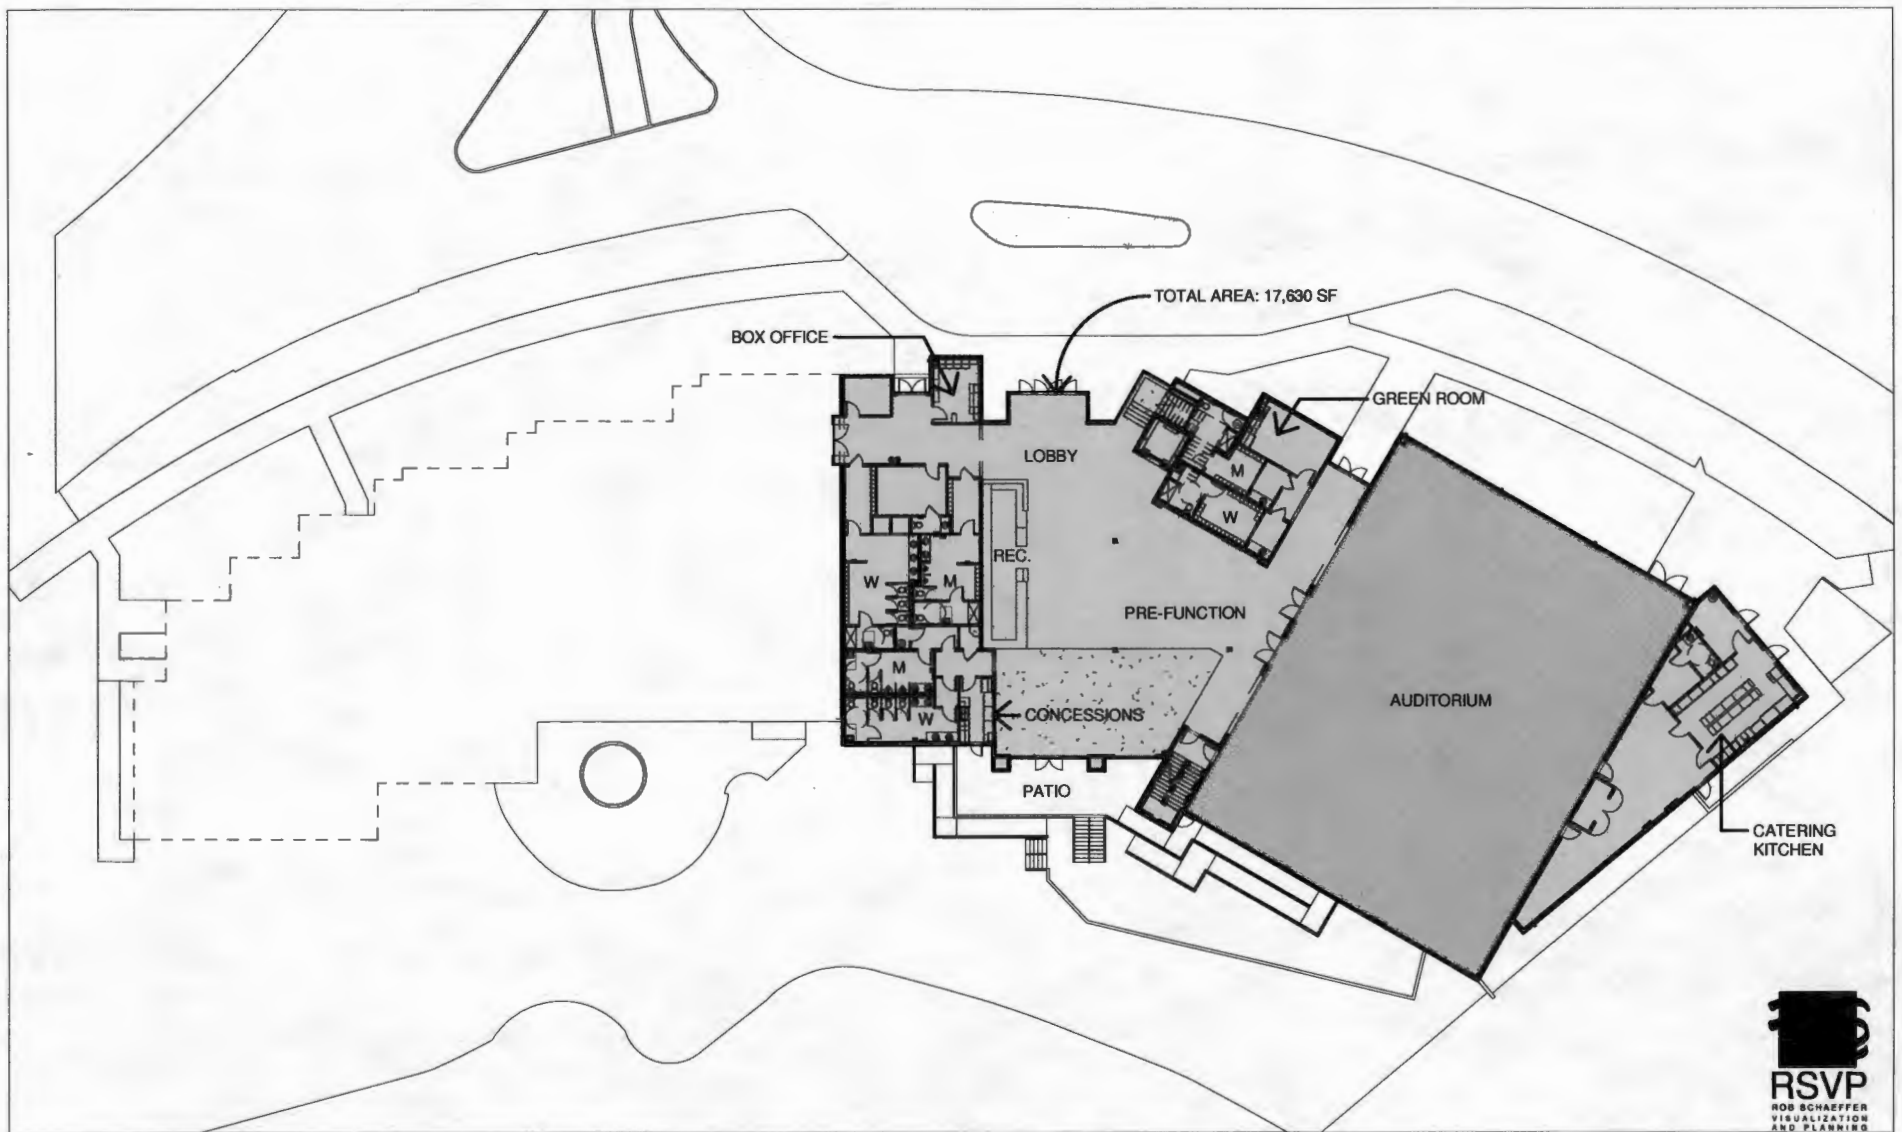 TOTAL AREA: 17,630 SF
BOX OFFICE
GREEN ROOM
LOBBY
M
W
REC.
W
M
PRE-FUNCTION
M
AUDITORIUM
W
CONCESSIONS
PATIO
CATERING
KITCHEN
RSVP
ROB SCHAEFFER
VISUALIZATION
AND PLANNING